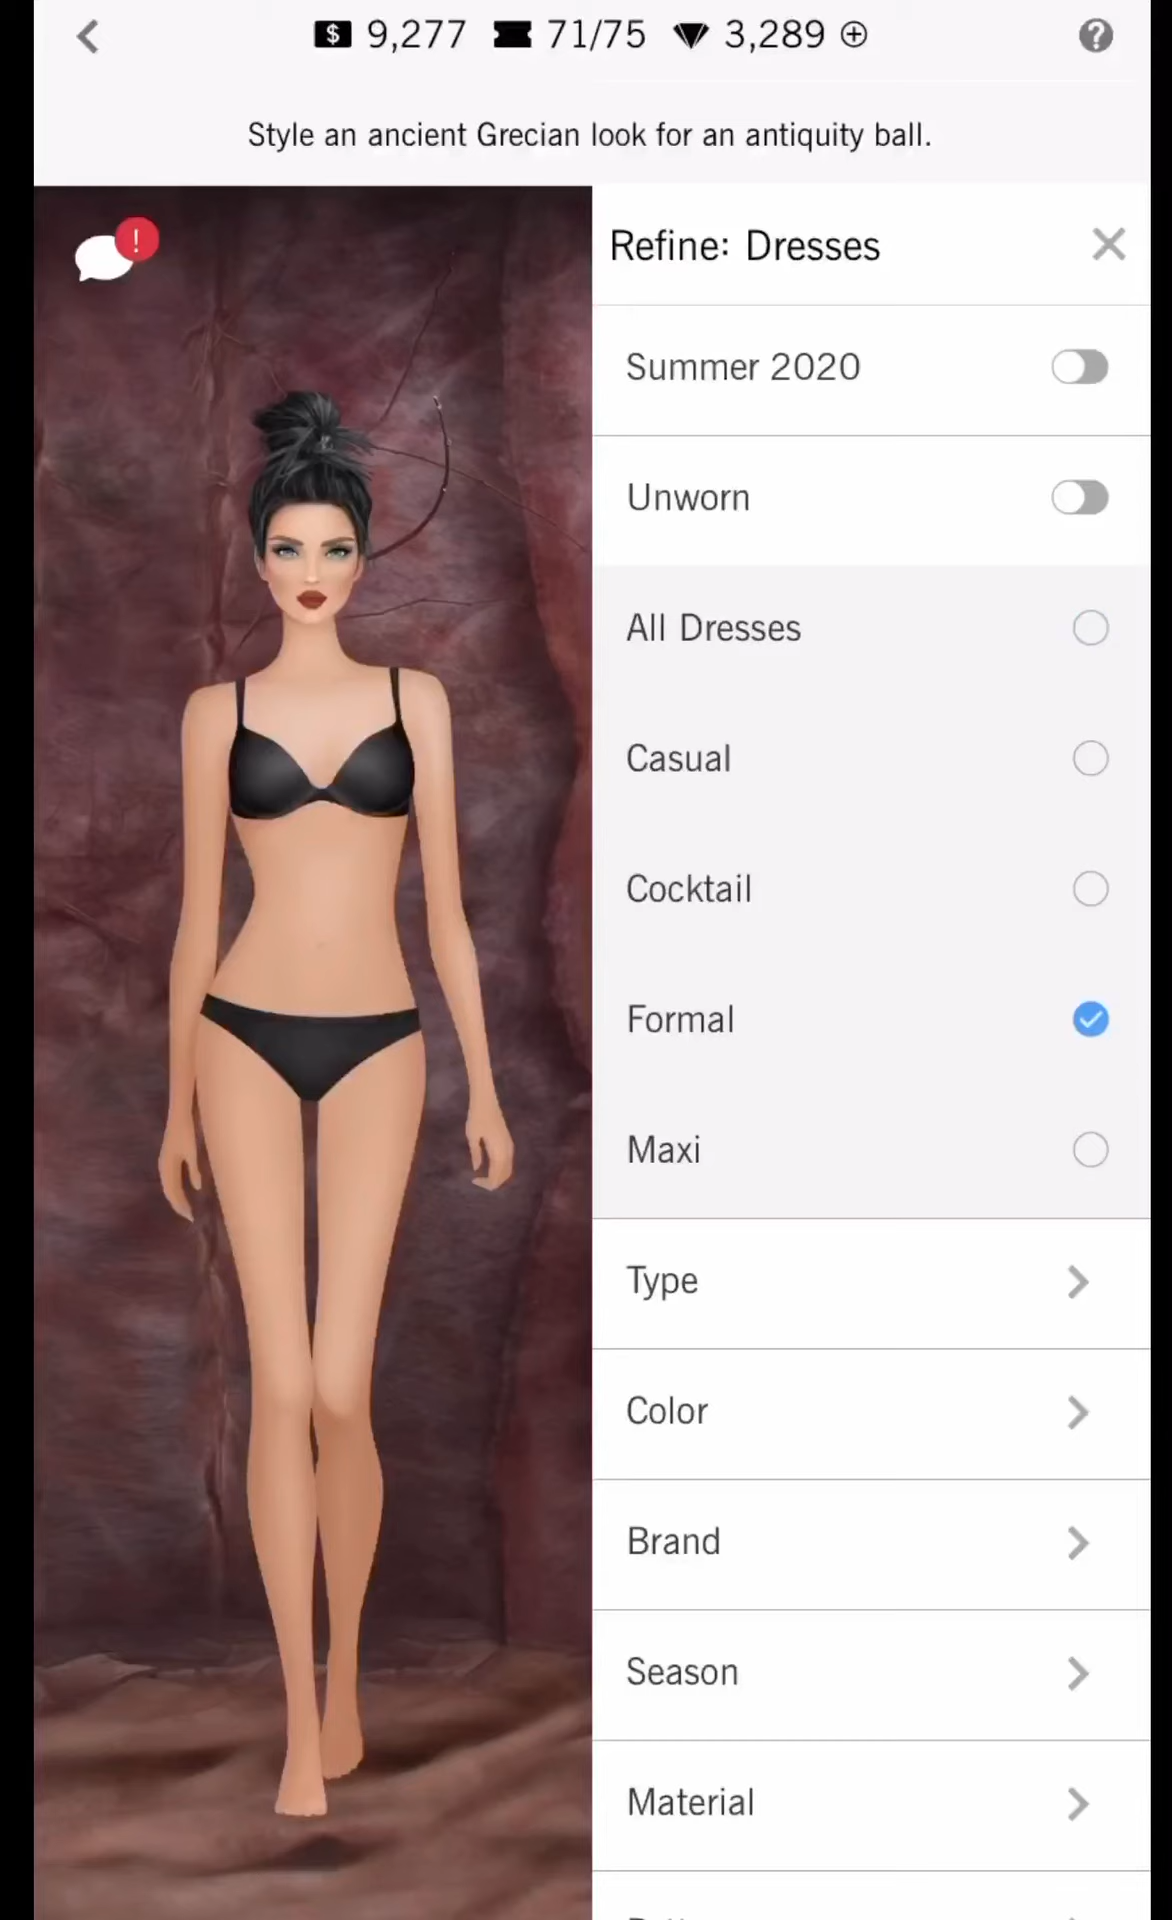 $ 9,277 71/75 3,289
Style an ancient Grecian look for an antiquity ball.
!
Refine: Dresses
Summer 2020
Unworn
All Dresses
Casual
Cocktail
Formal
Maxi
Type
Color
Brand
Season
Material